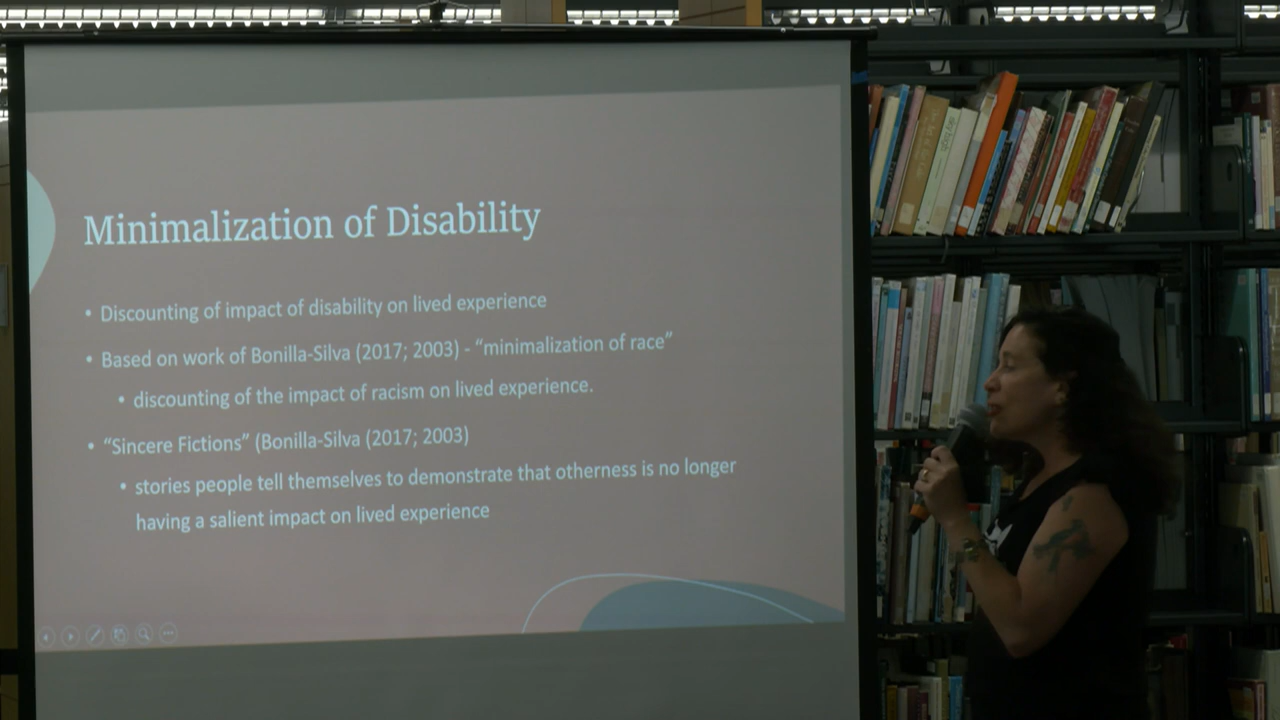 Minimalization of Disability
• Discounting of impact of disability on lived experience
• Based on work of Bonilla-Silva (2017; 2003) - “minimalization of race”
• discounting of the impact of racism on lived experience.
• “Sincere Fictions” (Bonilla-Silva (2017; 2003)
• stories people tell themselves to demonstrate that otherness is no longer
having a salient impact on lived experience